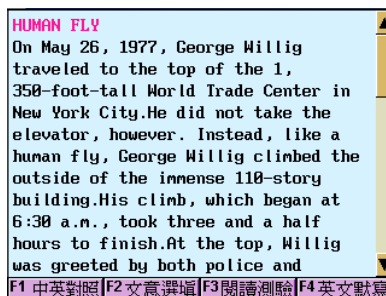 HUMAN FLY
On May 26, 1977, George Willig
traveled to the top of the 1,
350-foot-tall World Trade Center in
New York City.He did not take the
elevator, however. Instead, like a
human fly, George Willig climbed the
outside of the immense 110-story
building.His climb, which began at
6:30 a.m., took three and a half
hours to finish.At the top, Willig
was greeted by both police and
F1 中英對照 F2 文意選填 F3 閱讀測驗 F4 英文默寫